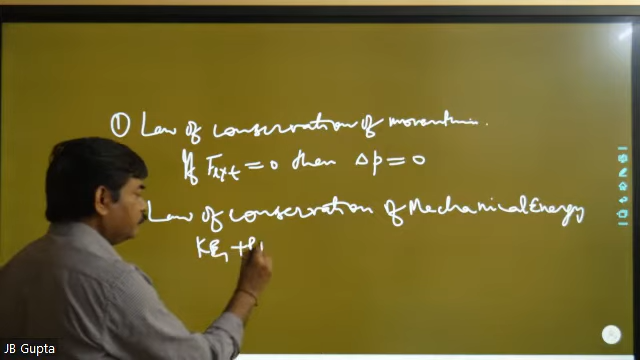 ① Law of conservation of momentum.
If Fext = 0 then Δp = 0
Law of conservation of Mechanical Energy
KE₁ + P
JB Gupta